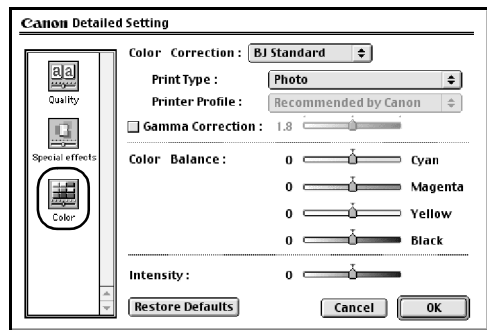 Canon Detailed Setting
a a
Quality
Special effects
Color
Color Correction : BJ Standard
Print Type : Photo
Printer Profile : Recommended by Canon
Gamma Correction : 1.8
Color Balance : 0 Cyan
0 Magenta
0 Yellow
0 Black
Intensity : 0
Restore Defaults Cancel OK